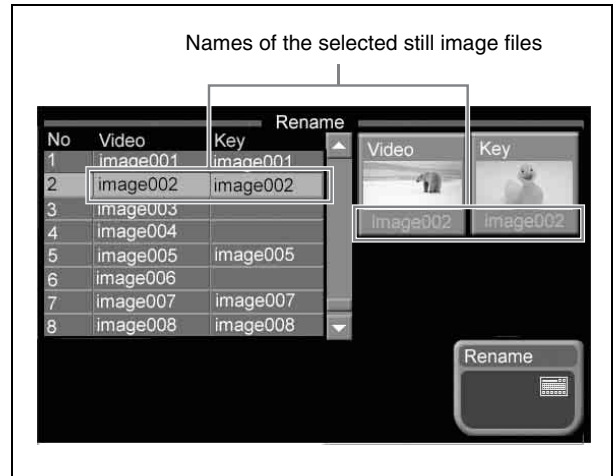 Names of the selected still image files
Rename
No Video Key
1 image001 image001
2 image002 image002
3 image003
4 image004
5 image005 image005
6 image006
7 image007 image007
8 image008 image008
Video Key
Image002 image002
Rename